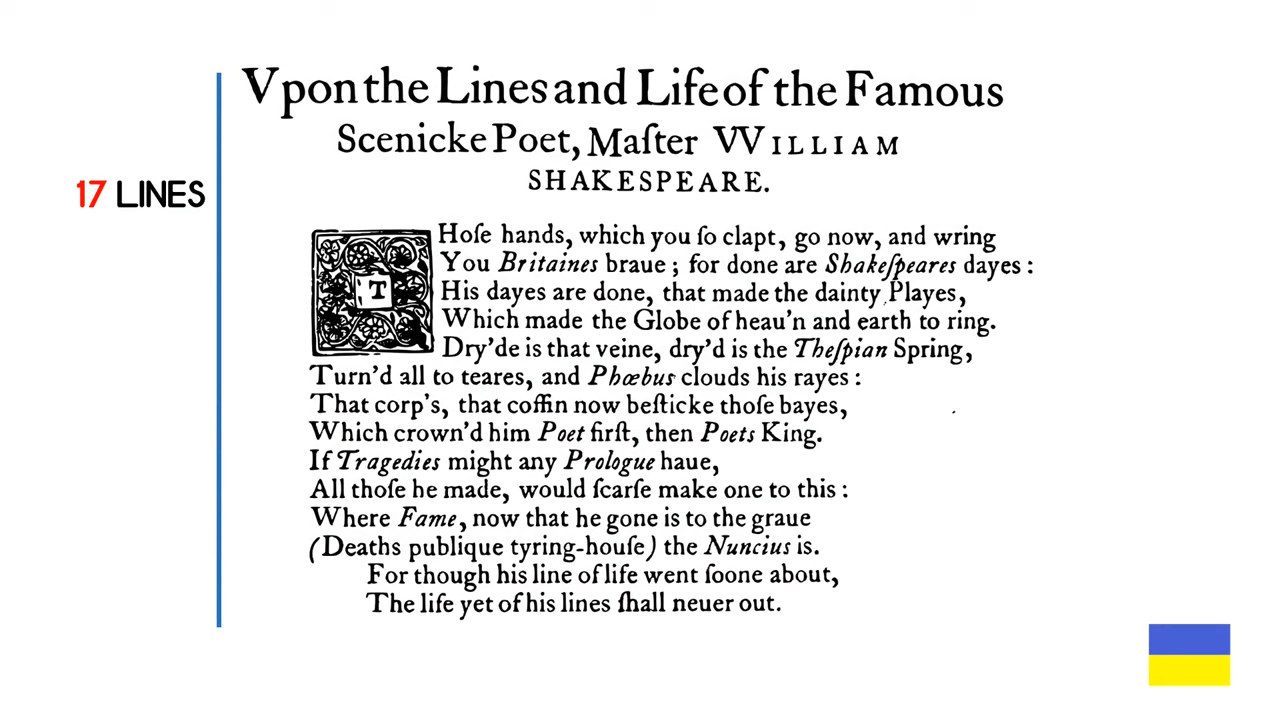 Vpon the Lines and Life of the Famous
Scenicke Poet, Maſter VVILLIAM
SHAKESPEARE.
17 LINES
THoſe hands, which you ſo clapt, go now, and wring
You Britaines braue ; for done are Shakeſpeares dayes :
His dayes are done, that made the dainty Playes,
Which made the Globe of heau'n and earth to ring.
Dry'de is that veine, dry'd is the Theſpian Spring,
Turn'd all to teares, and Phœbus clouds his rayes :
That corp's, that coffin now beſticke thoſe bayes,
Which crown'd him Poet firſt, then Poets King.
If Tragedies might any Prologue haue,
All thoſe he made, would ſcarſe make one to this :
Where Fame, now that he gone is to the graue
(Deaths publique tyring-houſe) the Nuncius is.
For though his line of life went ſoone about,
The life yet of his lines ſhall neuer out.